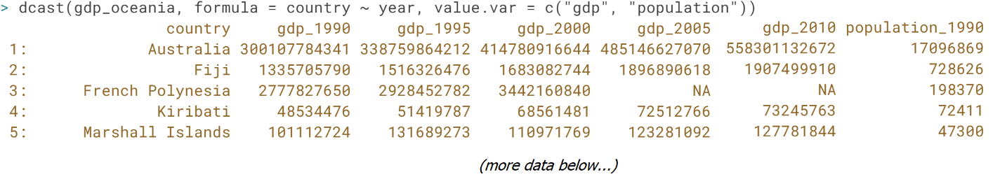 > dcast(gdp_oceania, formula = country ~ year, value.var = c("gdp", "population"))
country gdp_1990 gdp_1995 gdp_2000 gdp_2005 gdp_2010 population_1990
1: Australia 300107784341 338759864212 414780916644 485146627070 558301132672 17096869
2: Fiji 1335705790 1516326476 1683082744 1896890618 1907499910 728626
3: French Polynesia 2777827650 2928452782 3442160840 NA NA 198370
4: Kiribati 48534476 51419787 68561481 72512766 73245763 72411
5: Marshall Islands 101112724 131689273 110971769 123281092 127781844 47300
(more data below...)